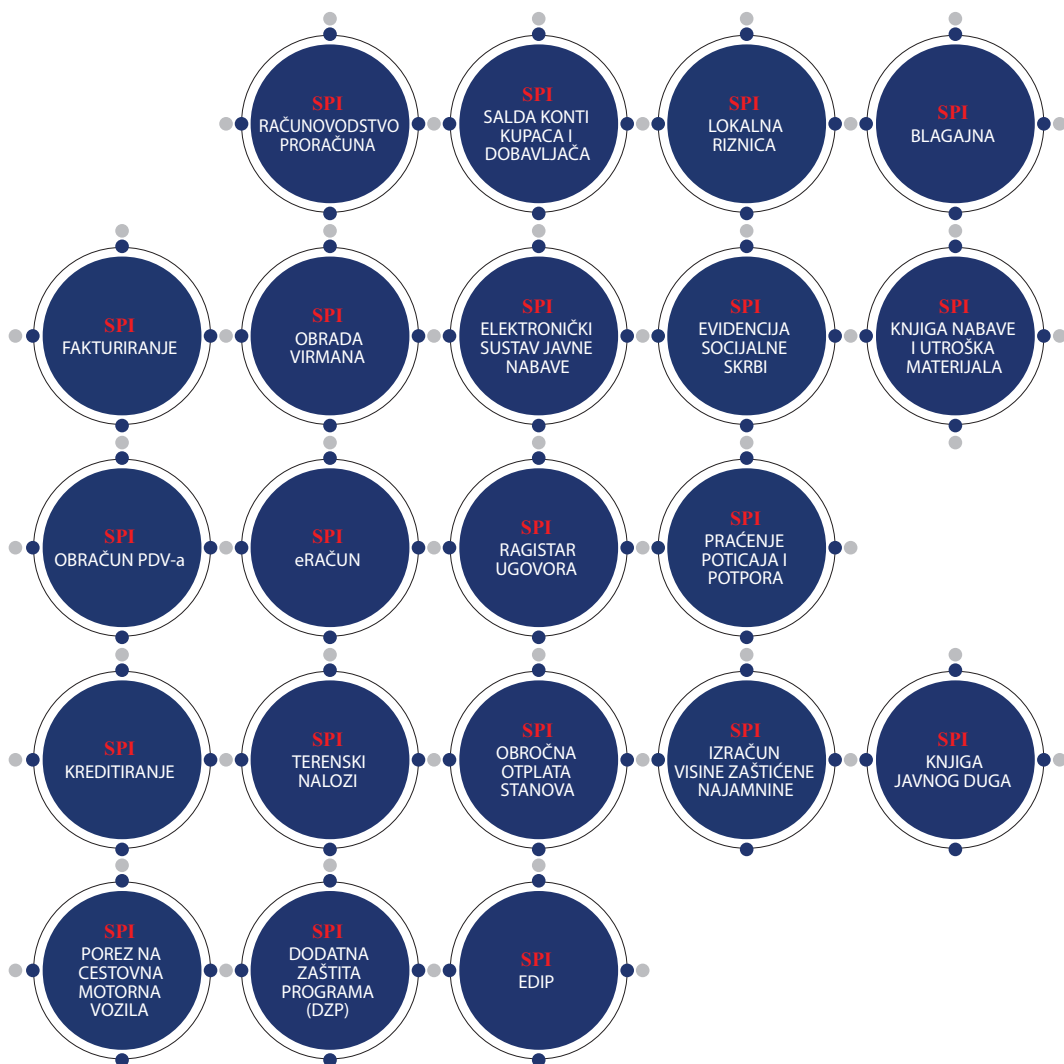 SPI
RAČUNOVODSTVO
PRORAČUNA
SPI
SALDA KONTI
KUPACA I
DOBAVLJAČA
SPI
LOKALNA
RIZNICA
SPI
BLAGAJNA
SPI
FAKTURIRANJE
SPI
OBRADA
VIRMANA
SPI
ELEKTRONIČKI
SUSTAV JAVNE
NABAVE
SPI
EVIDENCIJA
SOCIJALNE
SKRBI
SPI
KNJIGA NABAVE
I UTROŠKA
MATERIJALA
SPI
OBRAČUN PDV-a
SPI
eRAČUN
SPI
RAGISTAR
UGOVORA
SPI
PRAĆENJE
POTICAJA I
POTPORA
SPI
KREDITIRANJE
SPI
TERENSKI
NALOZI
SPI
OBROČNA
OTPLATA
STANOVA
SPI
IZRAČUN
VISINE ZAŠTIĆENE
NAJAMNINE
SPI
KNJIGA
JAVNOG DUGA
SPI
POREZ NA
CESTOVNA
MOTORNA
VOZILA
SPI
DODATNA
ZAŠTITA
PROGRAMA
(DZP)
SPI
EDIP